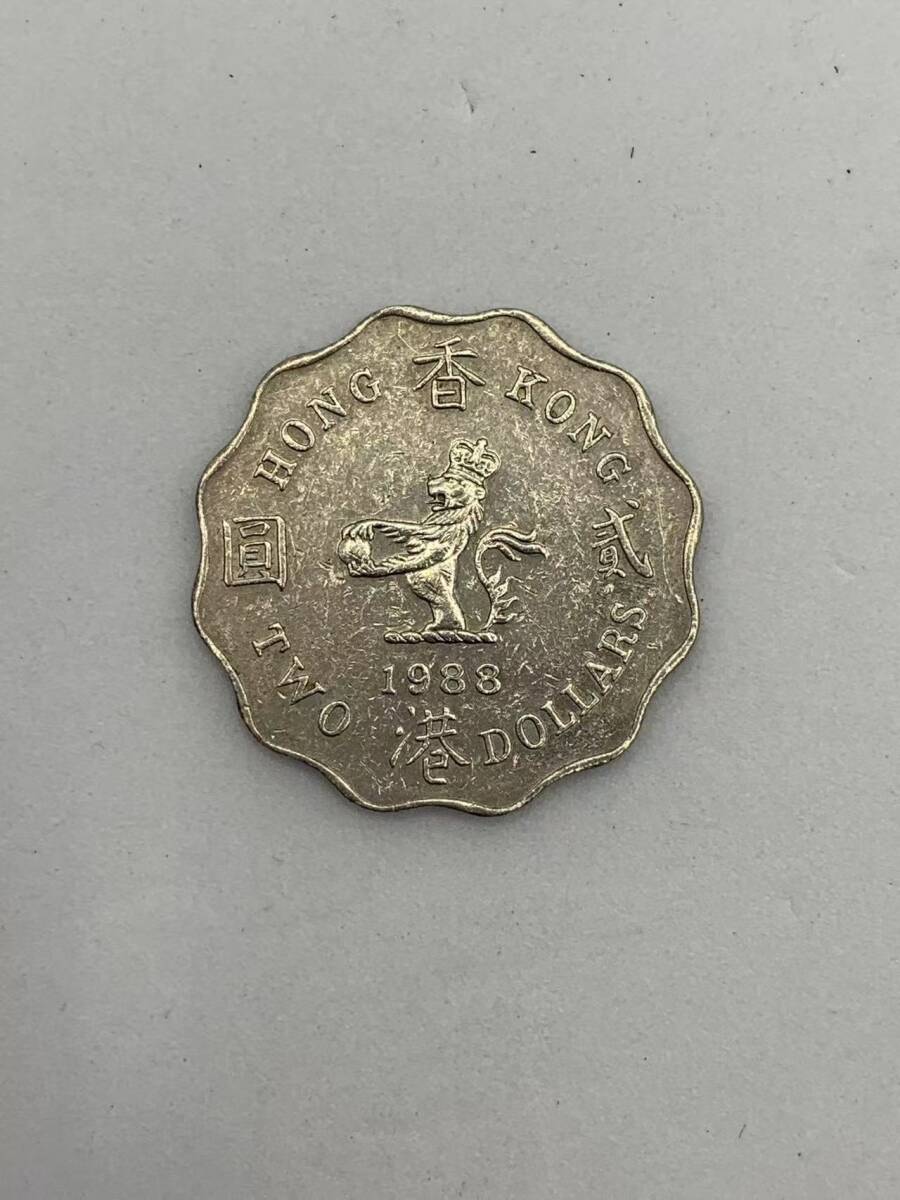 HONG 香 KONG
圓 貳
TWO 港 DOLLARS
1988